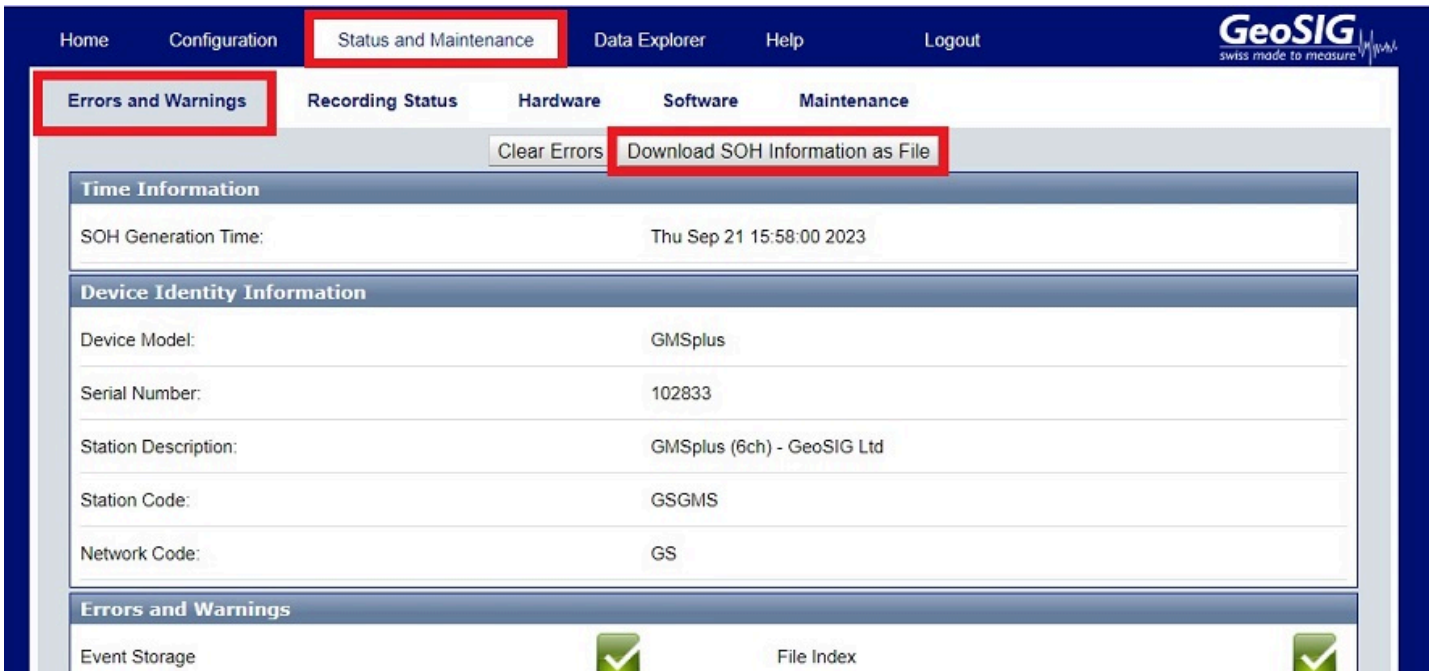 Home Configuration Status and Maintenance Data Explorer Help Logout GeoSIG
swiss made to measure
Errors and Warnings Recording Status Hardware Software Maintenance
Clear Errors Download SOH Information as File
Time Information
SOH Generation Time: Thu Sep 21 15:58:00 2023
Device Identity Information
Device Model: GMSplus
Serial Number: 102833
Station Description: GMSplus (6ch) - GeoSIG Ltd
Station Code: GSGMS
Network Code: GS
Errors and Warnings
Event Storage File Index